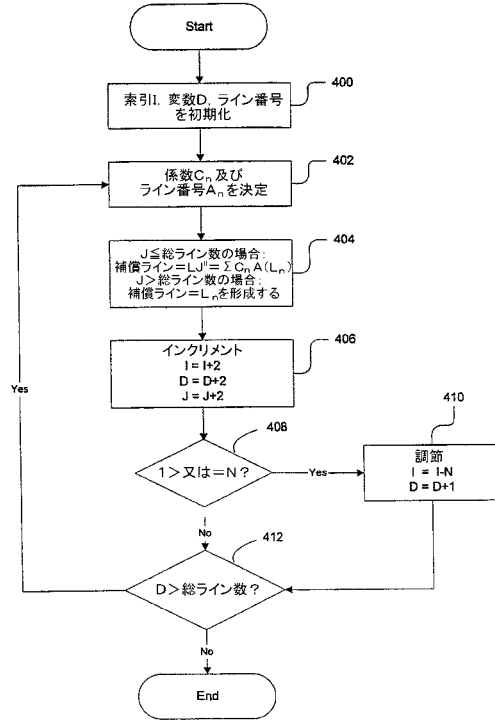 Start
400
索引I, 変数D, ライン番号
を初期化
402
係数Cn及び
ライン番号Anを決定
404
J≦総ライン数の場合:
補償ライン=LJ"=ΣCnA(Ln)
J>総ライン数の場合:
補償ライン=Lnを形成する
406
インクリメント
I = I+2
D = D+2
J = J+2
Yes
408
1>又は=N?
Yes
410
調節
I = I-N
D = D+1
No
412
D>総ライン数?
No
End